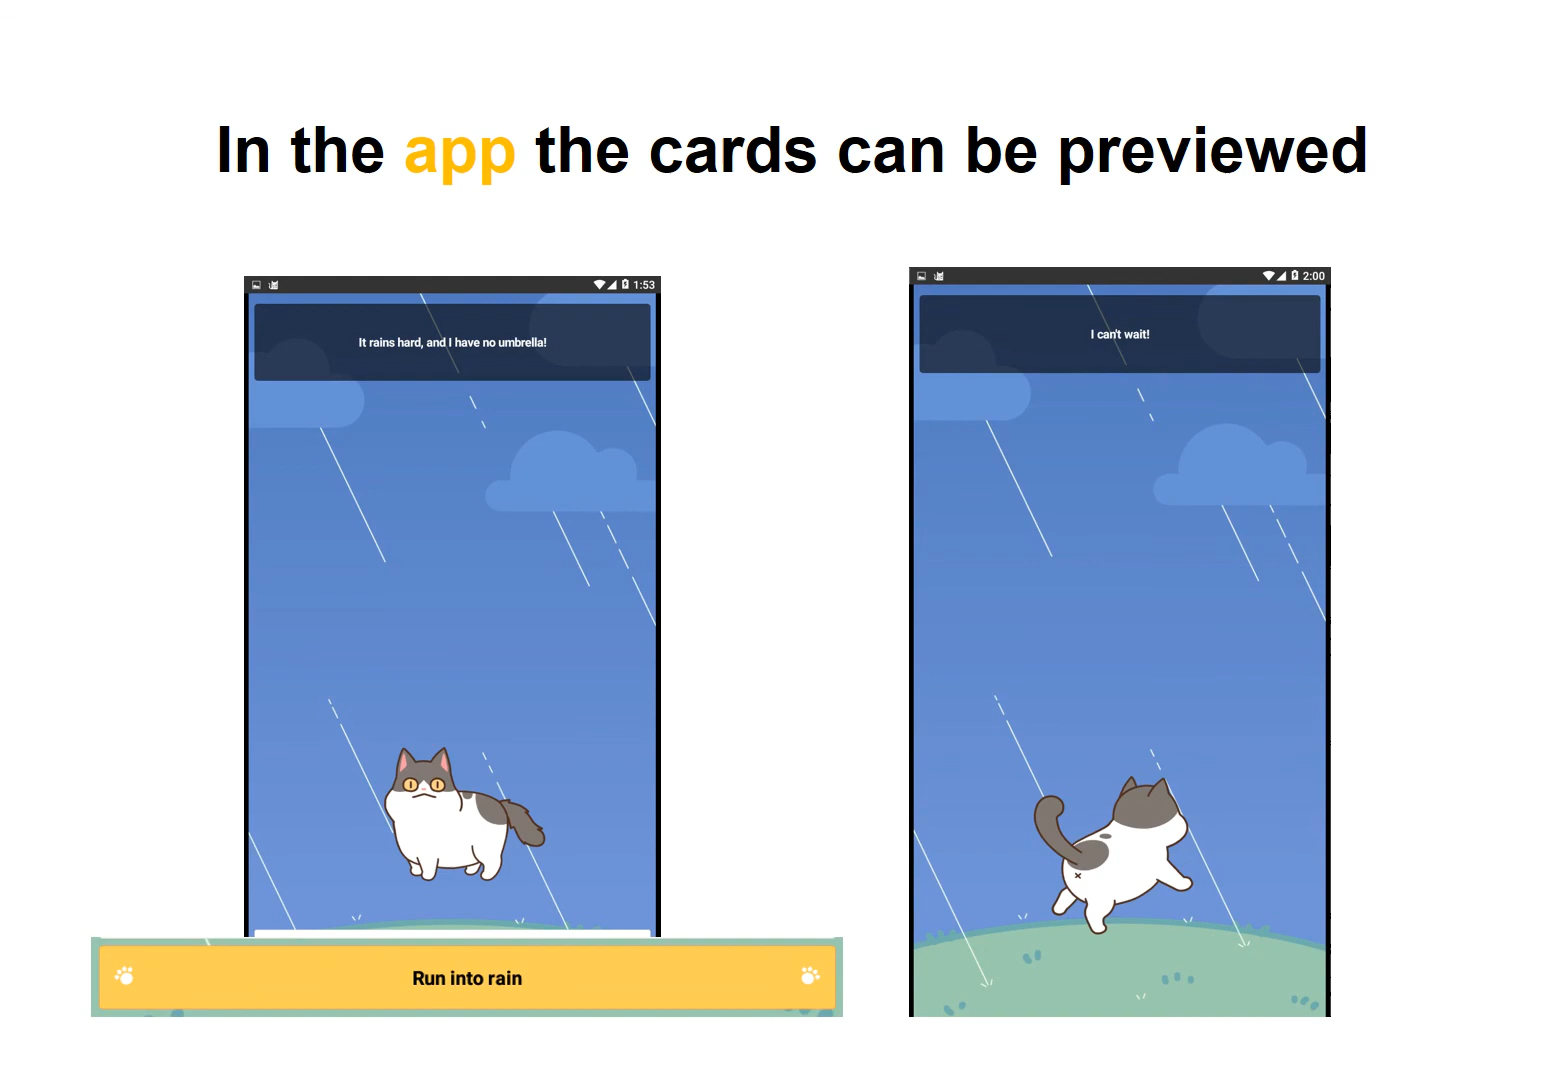 In the app the cards can be previewed
1:53
It rains hard, and I have no umbrella!
Run into rain
2:00
I can't wait!